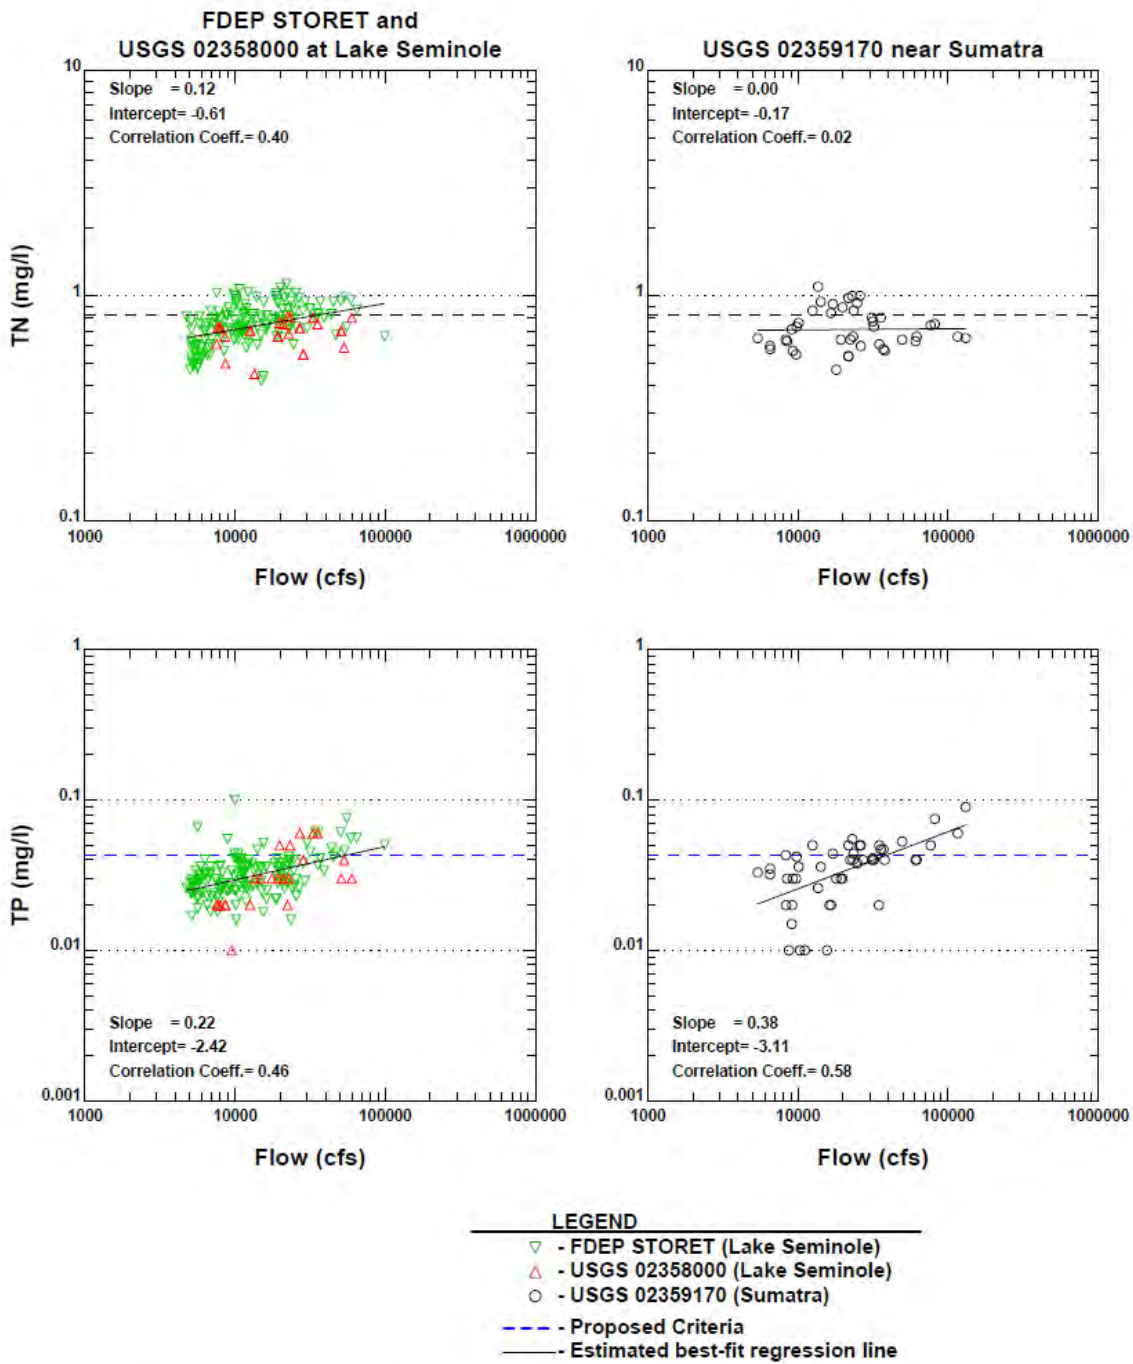 FDEP STORET and
USGS 02358000 at Lake Seminole
10
Slope = 0.12
Intercept= -0.61
Correlation Coeff.= 0.40
TN (mg/l)
1
0.1
1000 10000 100000 1000000
Flow (cfs)
USGS 02359170 near Sumatra
10
Slope = 0.00
Intercept= -0.17
Correlation Coeff.= 0.02
1
0.1
1000 10000 100000 1000000
Flow (cfs)
1
TP (mg/l)
0.1
0.01
Slope = 0.22
Intercept= -2.42
Correlation Coeff.= 0.46
0.001
1000 10000 100000 1000000
Flow (cfs)
1
0.1
0.01
Slope = 0.38
Intercept= -3.11
Correlation Coeff.= 0.58
0.001
1000 10000 100000 1000000
Flow (cfs)
LEGEND
- FDEP STORET (Lake Seminole)
- USGS 02358000 (Lake Seminole)
- USGS 02359170 (Sumatra)
- Proposed Criteria
- Estimated best-fit regression line